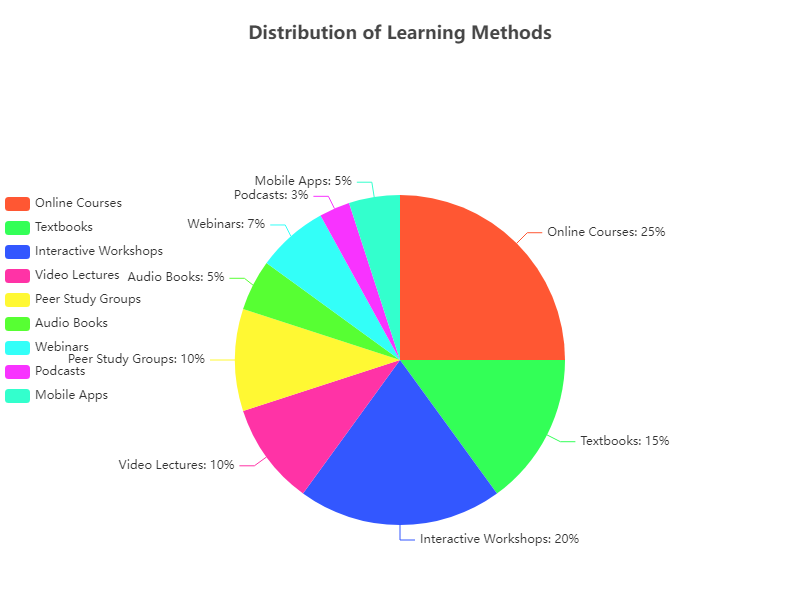 Distribution of Learning Methods
Online Courses
Textbooks
Interactive Workshops
Video Lectures
Peer Study Groups
Audio Books
Webinars
Podcasts
Mobile Apps
Mobile Apps: 5%
Podcasts: 3%
Webinars: 7%
Audio Books: 5%
Peer Study Groups: 10%
Video Lectures: 10%
Online Courses: 25%
Textbooks: 15%
Interactive Workshops: 20%